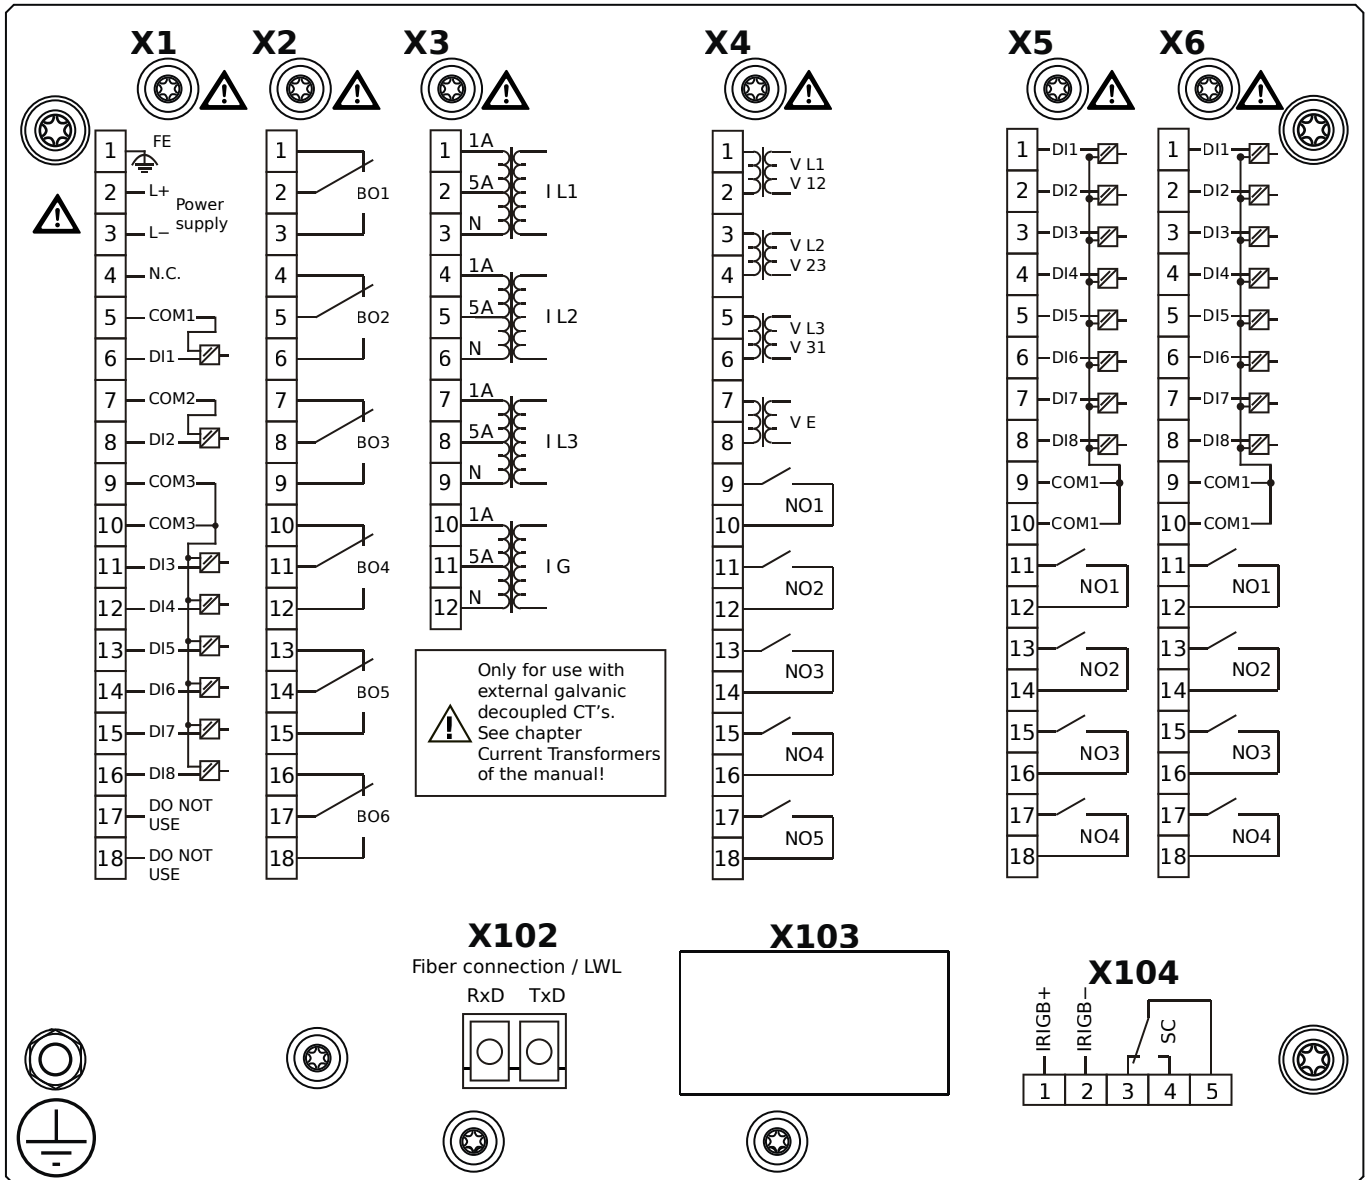 X1 X2 X3 X4 X5 X6
1 FE
2 L+
Power
supply
3 L−
4 N.C.
5 COM1
6 DI1
7 COM2
8 DI2
9 COM3
10 COM3
11 DI3
12 DI4
13 DI5
14 DI6
15 DI7
16 DI8
17 DO NOT
USE
18 DO NOT
USE
1
2 BO1
3
4
5 BO2
6
7
8 BO3
9
10
11 BO4
12
13
14 BO5
15
16
17 BO6
18
1 1A
2 5A I L1
3 N
4 1A
5 5A I L2
6 N
7 1A
8 5A I L3
9 N
10 1A
11 5A I G
12 N
Only for use with
external galvanic
decoupled CT's.
See chapter
Current Transformers
of the manual!
1 V L1
2 V 12
3 V L2
4 V 23
5 V L3
6 V 31
7
V E
8
9
NO1
10
11
NO2
12
13
NO3
14
15
NO4
16
17
NO5
18
1 DI1
2 DI2
3 DI3
4 DI4
5 DI5
6 DI6
7 DI7
8 DI8
9 COM1
10 COM1
11
NO1
12
13
NO2
14
15
NO3
16
17
NO4
18
1 DI1
2 DI2
3 DI3
4 DI4
5 DI5
6 DI6
7 DI7
8 DI8
9 COM1
10 COM1
11
NO1
12
13
NO2
14
15
NO3
16
17
NO4
18
X102
Fiber connection / LWL
RxD TxD
X103
X104
IRIGB+
IRIGB−
SC
1 2 3 4 5